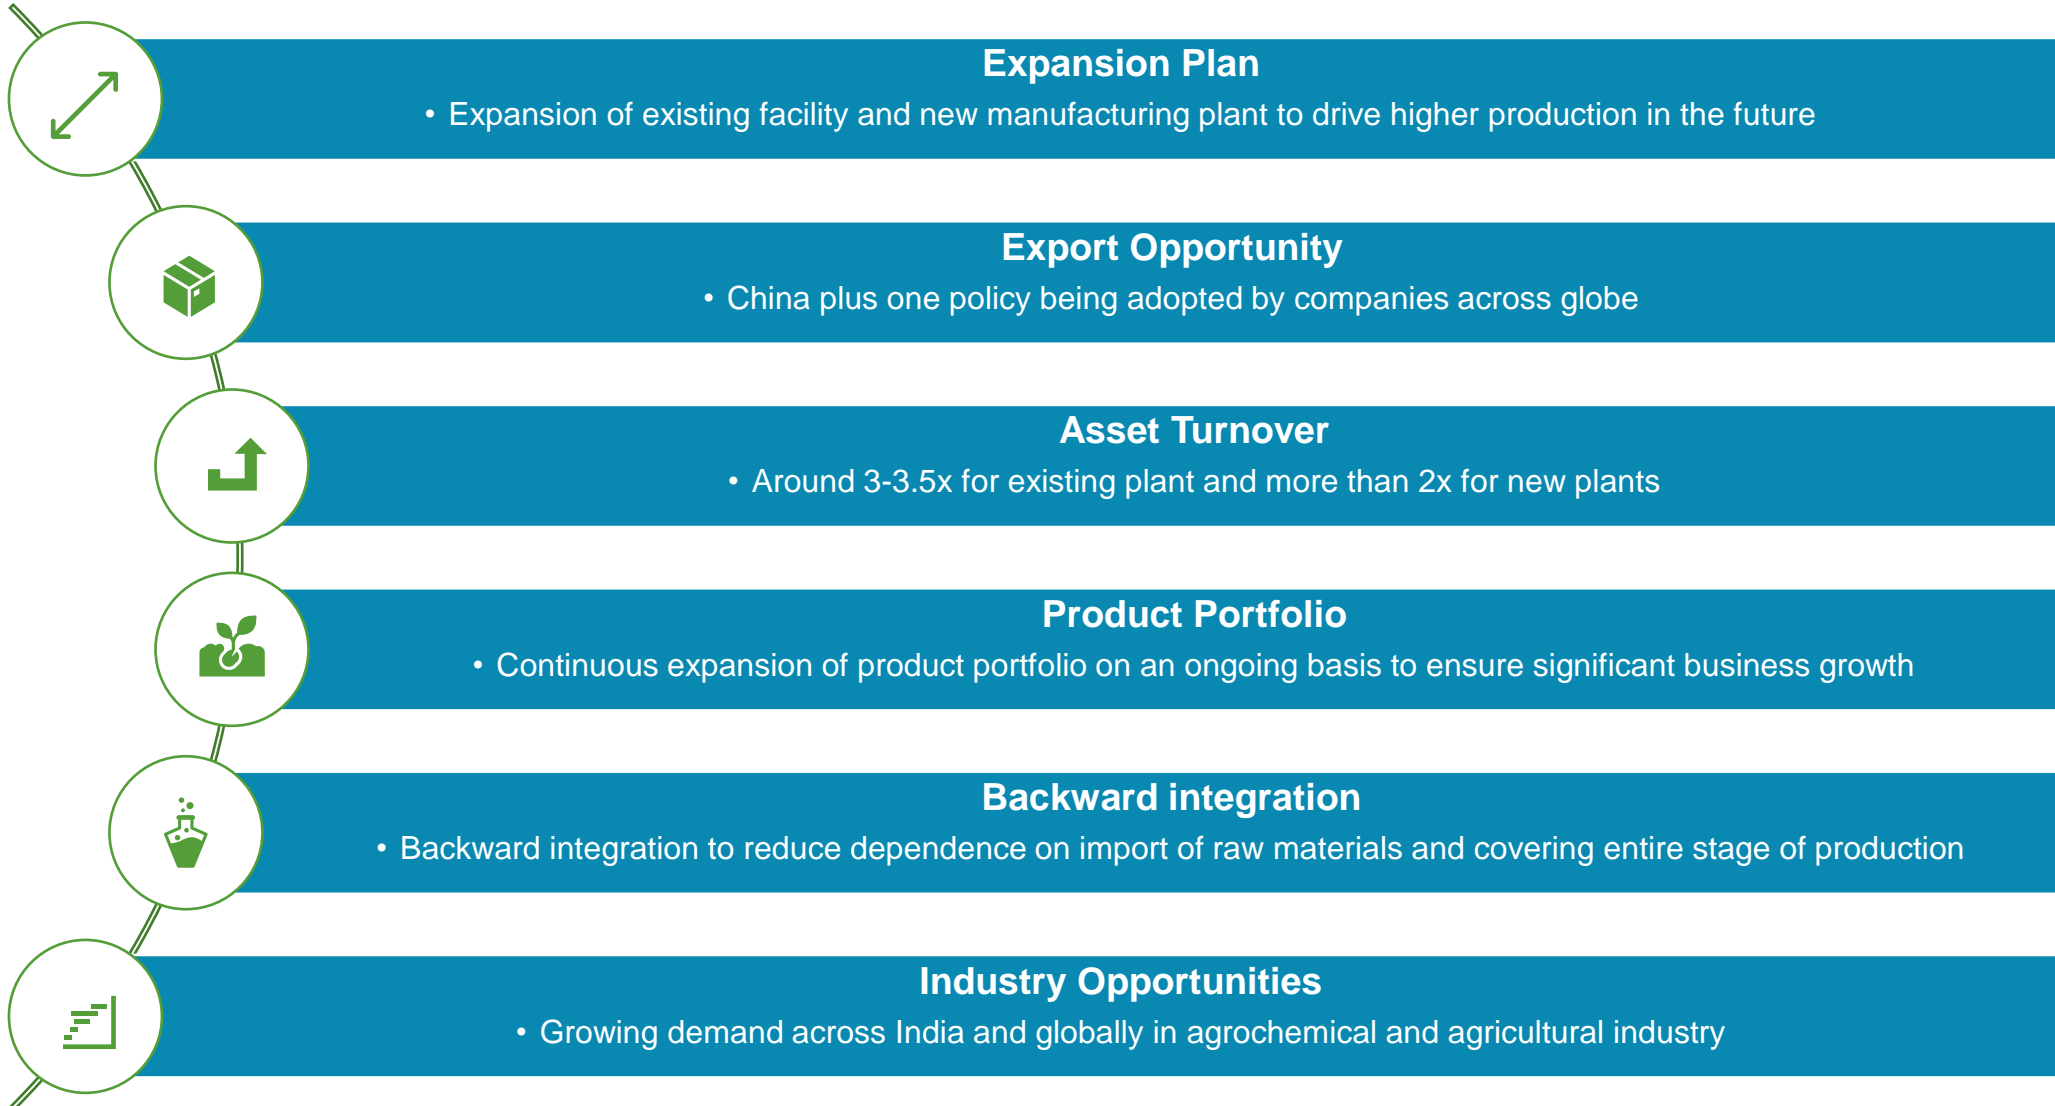 Expansion Plan
• Expansion of existing facility and new manufacturing plant to drive higher production in the future
Export Opportunity
• China plus one policy being adopted by companies across globe
Asset Turnover
• Around 3-3.5x for existing plant and more than 2x for new plants
Product Portfolio
• Continuous expansion of product portfolio on an ongoing basis to ensure significant business growth
Backward integration
• Backward integration to reduce dependence on import of raw materials and covering entire stage of production
Industry Opportunities
• Growing demand across India and globally in agrochemical and agricultural industry